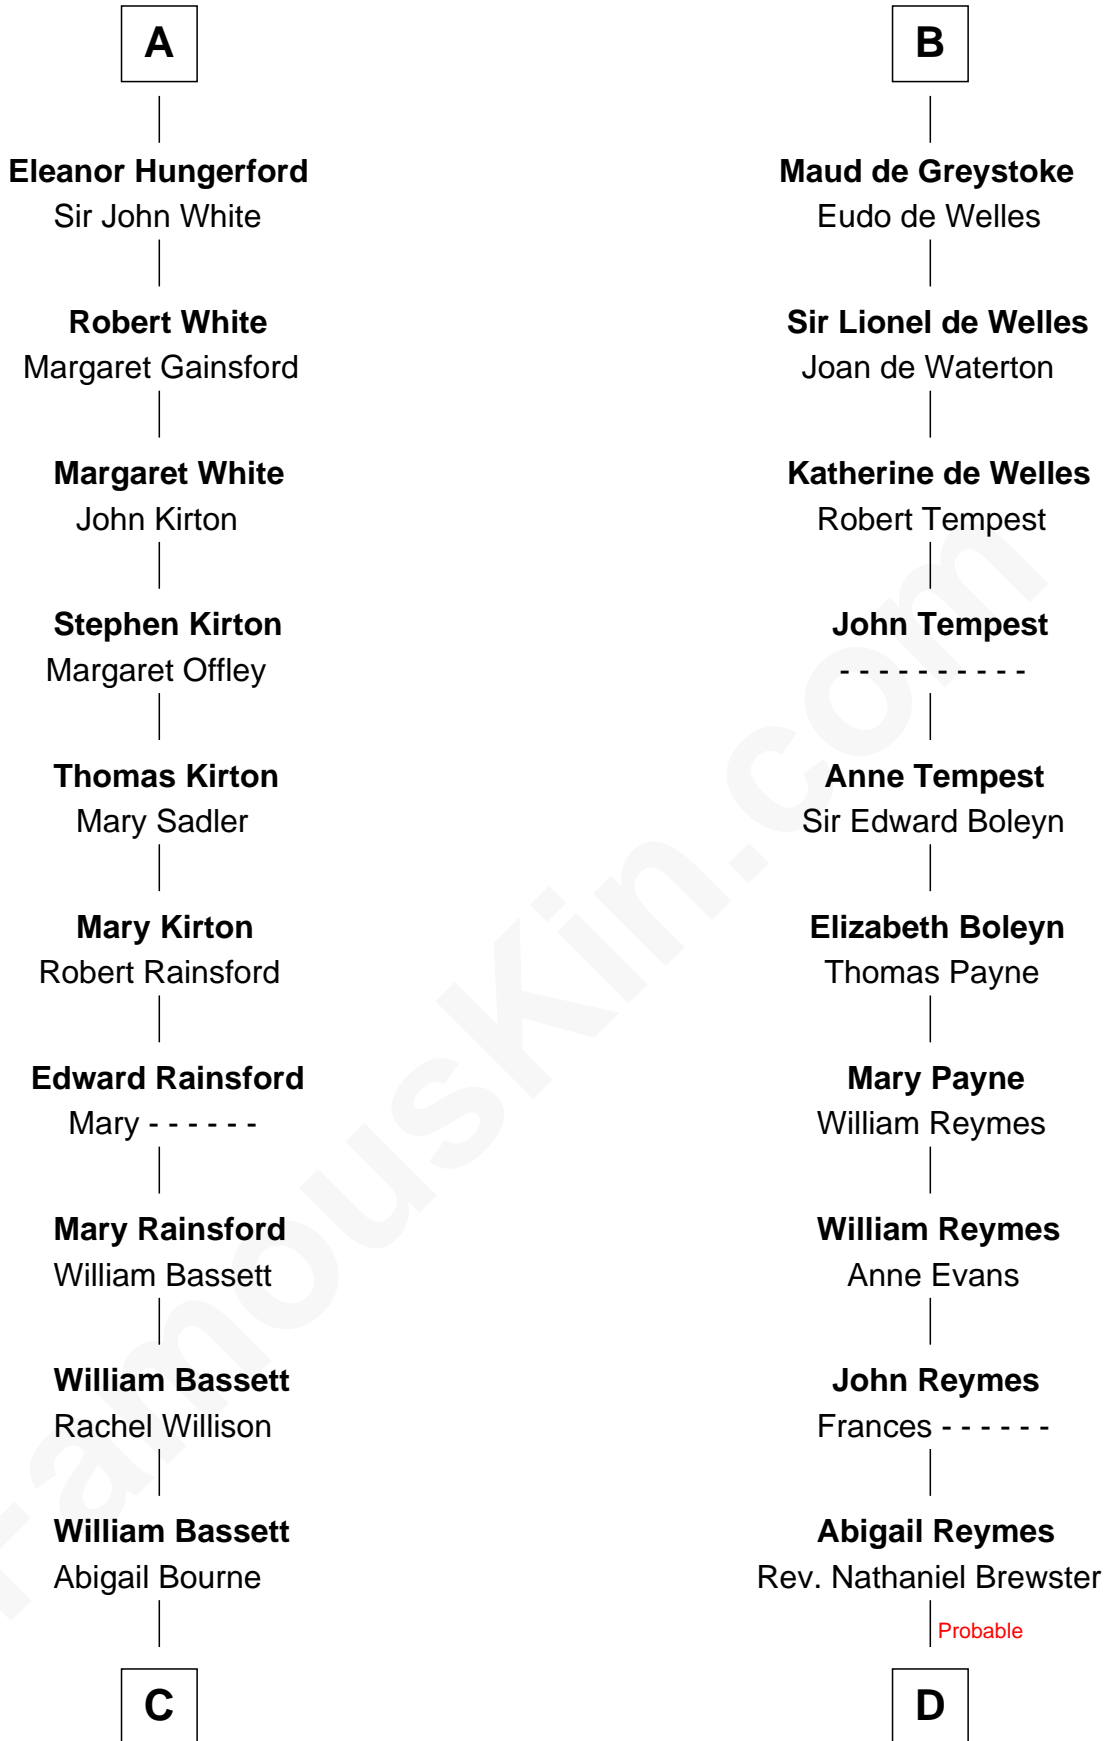 A
Eleanor Hungerford
Sir John White
Robert White
Margaret Gainsford
Margaret White
John Kirton
Stephen Kirton
Margaret Offley
Thomas Kirton
Mary Sadler
Mary Kirton
Robert Rainsford
Edward Rainsford
Mary - - - - - -
Mary Rainsford
William Bassett
William Bassett
Rachel Willison
William Bassett
Abigail Bourne
C
B
Maud de Greystoke
Eudo de Welles
Sir Lionel de Welles
Joan de Waterton
Katherine de Welles
Robert Tempest
John Tempest
- - - - - - - - - -
Anne Tempest
Sir Edward Boleyn
Elizabeth Boleyn
Thomas Payne
Mary Payne
William Reymes
William Reymes
Anne Evans
John Reymes
Frances - - - - - -
Abigail Reymes
Rev. Nathaniel Brewster
Probable
D
FamousKin.com